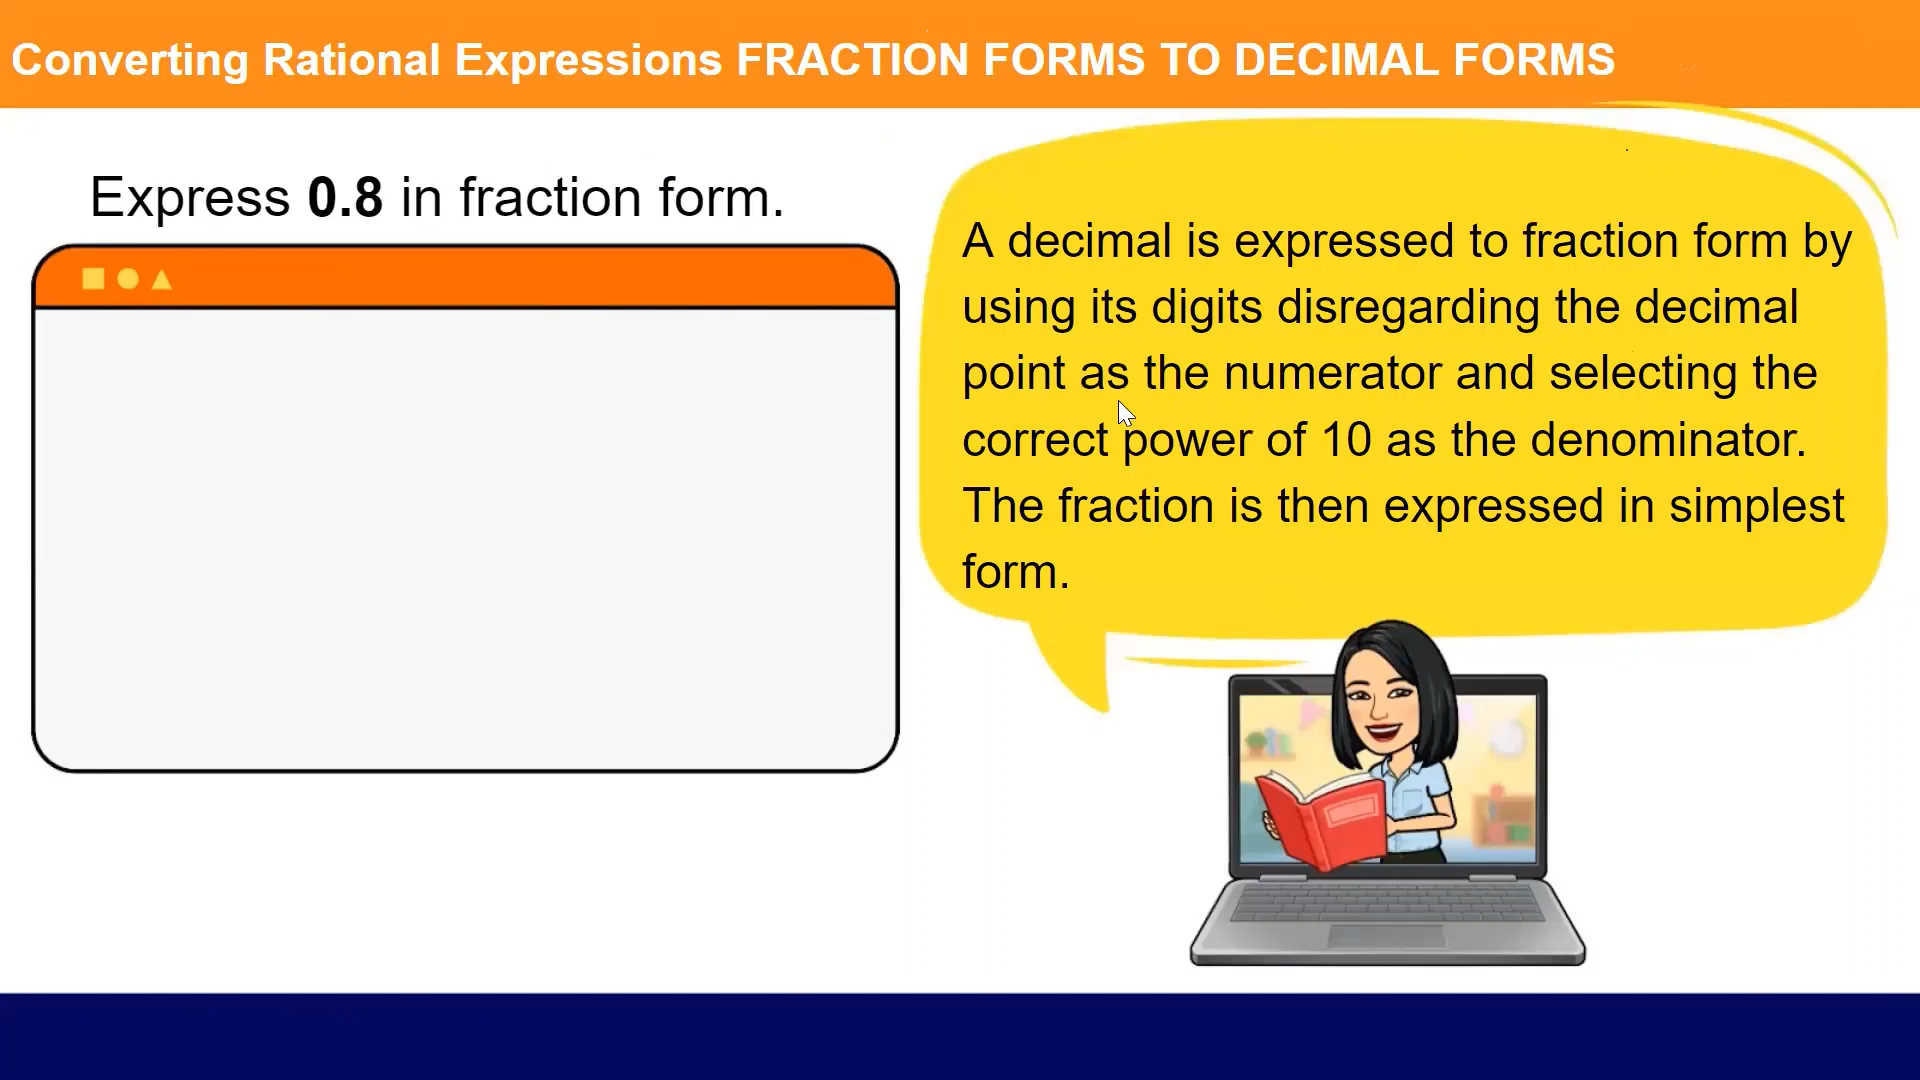 Converting Rational Expressions FRACTION FORMS TO DECIMAL FORMS
Express 0.8 in fraction form.
A decimal is expressed to fraction form by
using its digits disregarding the decimal
point as the numerator and selecting the
correct power of 10 as the denominator.
The fraction is then expressed in simplest
form.